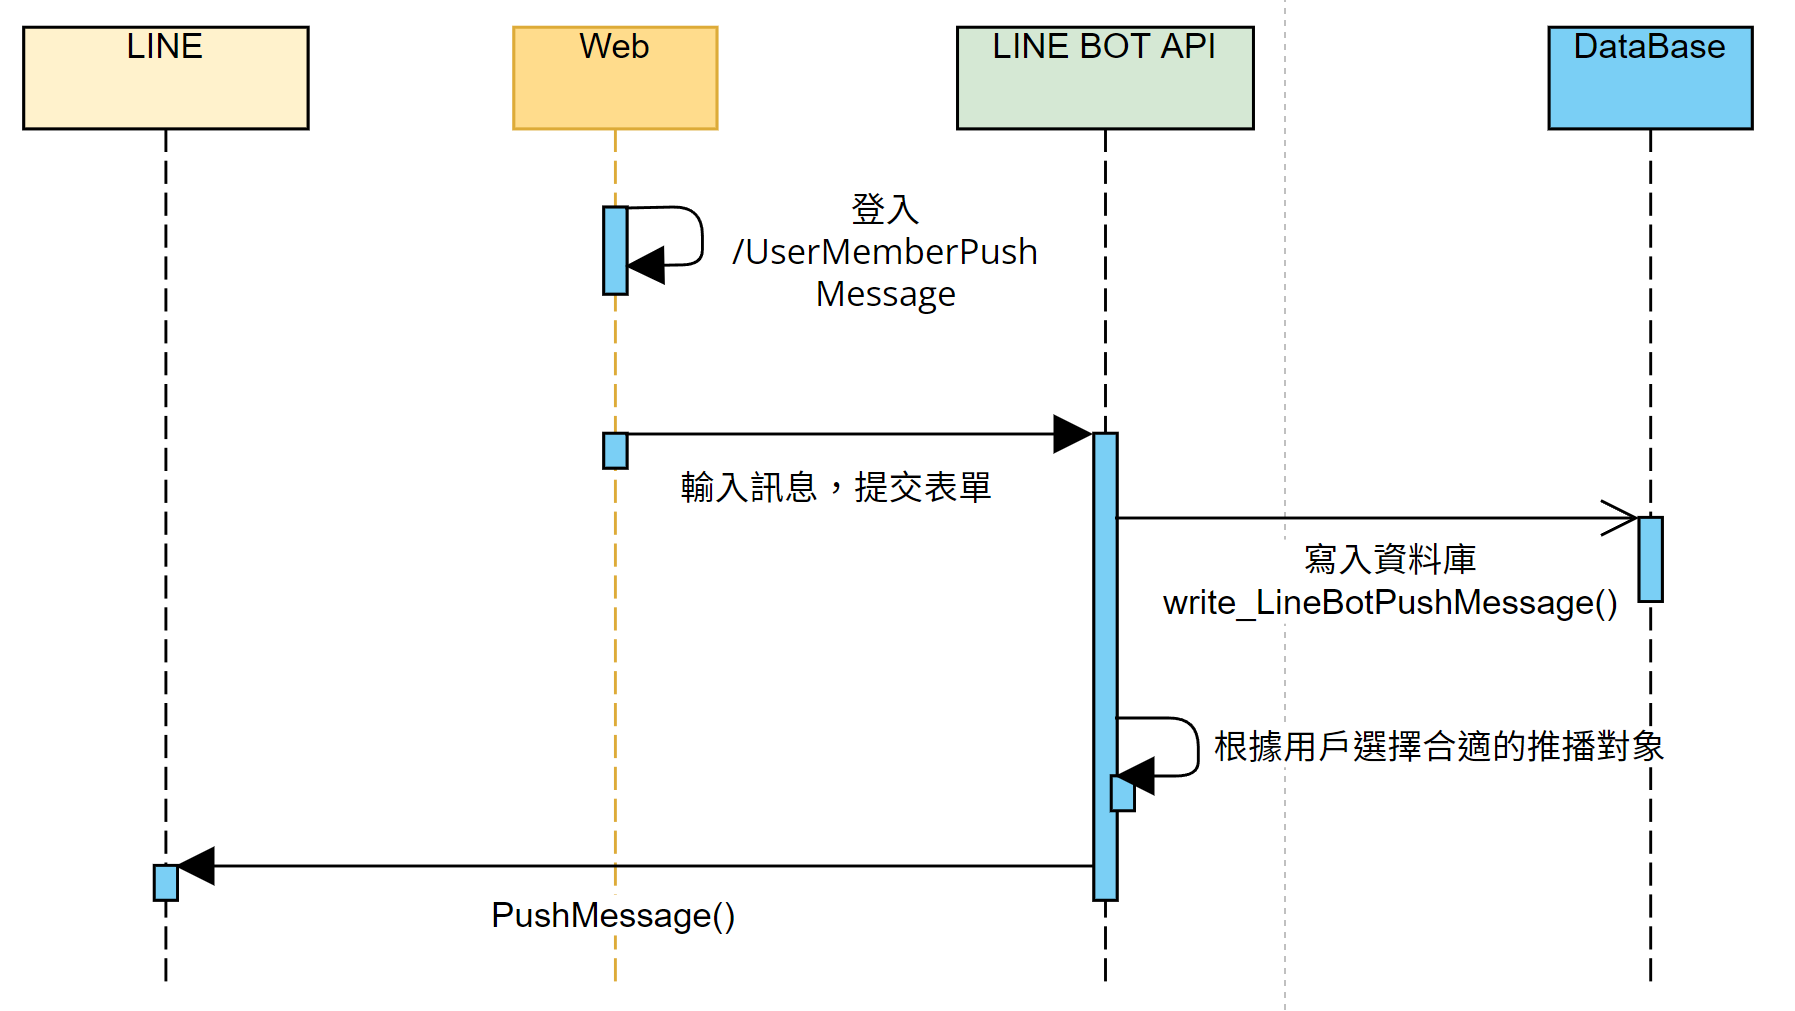 LINE
Web
LINE BOT API
DataBase
登入
/UserMemberPush
Message
輸入訊息，提交表單
寫入資料庫
write_LineBotPushMessage()
根據用戶選擇合適的推播對象
PushMessage()